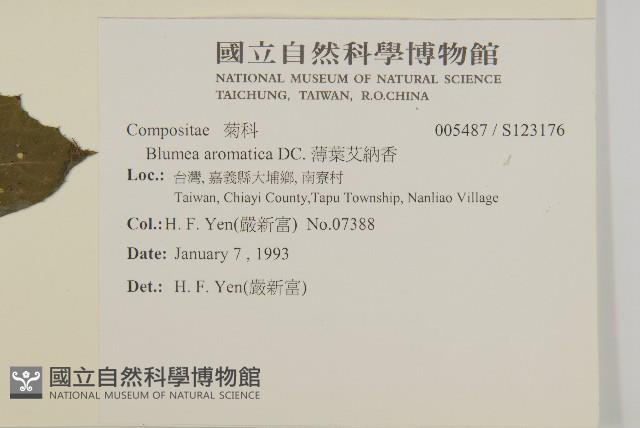 國立自然科學博物館
NATIONAL MUSEUM OF NATURAL SCIENCE
TAICHUNG, TAIWAN, R.O.CHINA
Compositae 菊科 005487 / S123176
Blumea aromatica DC. 薄葉艾納香
Loc.: 台灣, 嘉義縣大埔鄉, 南寮村
Taiwan, Chiayi County,Tapu Township, Nanliao Village
Col.: H. F. Yen(嚴新富) No.07388
Date: January 7 , 1993
Det.: H. F. Yen(嚴新富)
國立自然科學博物館
NATIONAL MUSEUM OF NATURAL SCIENCE